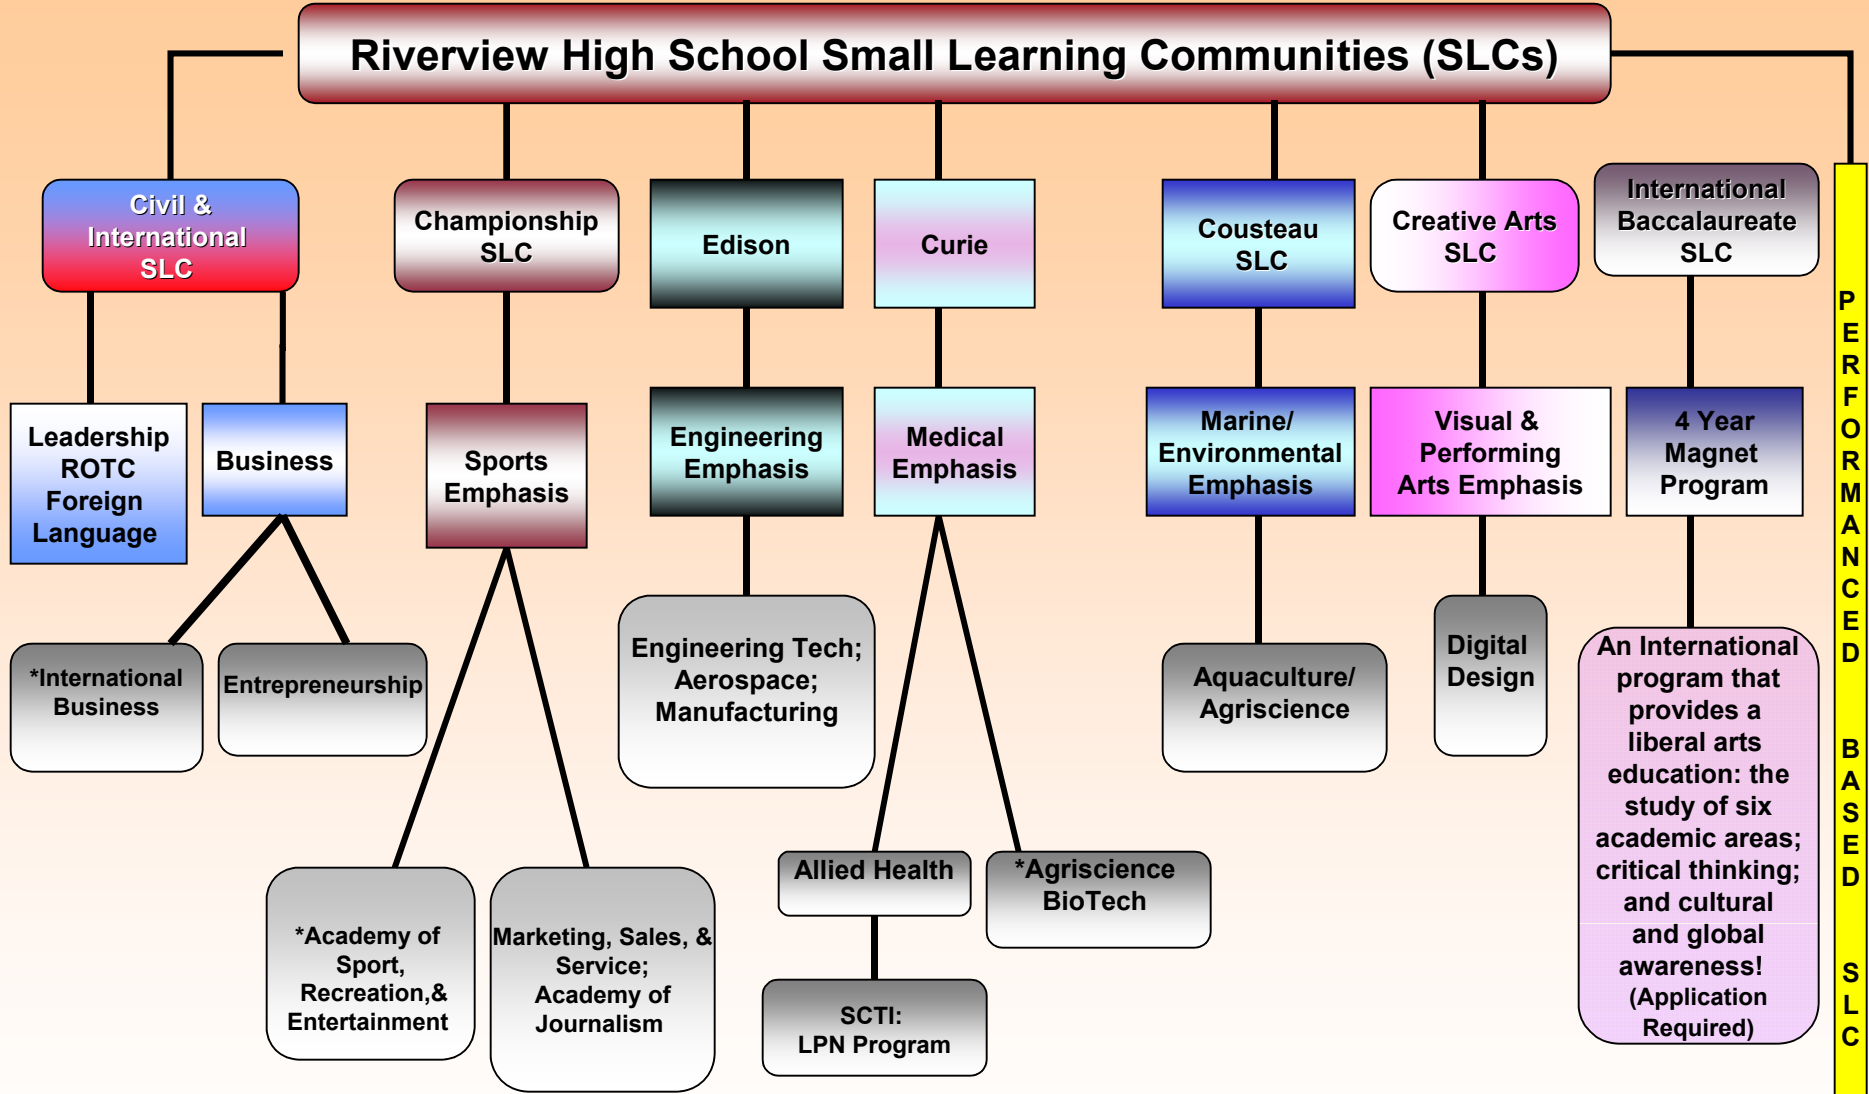 Riverview High School Small Learning Communities (SLCs)
Civil &
International
SLC
Championship
SLC
Edison
Curie
Cousteau
SLC
Creative Arts
SLC
International
Baccalaureate
SLC
Leadership
ROTC
Foreign
Language
Business
Sports
Emphasis
Engineering
Emphasis
Medical
Emphasis
Marine/
Environmental
Emphasis
Visual &
Performing
Arts Emphasis
4 Year
Magnet
Program
*International
Business
Entrepreneurship
Engineering Tech;
Aerospace;
Manufacturing
Aquaculture/
Agriscience
Digital
Design
An International
program that
provides a
liberal arts
education: the
study of six
academic areas;
critical thinking;
and cultural
and global
awareness!
(Application
Required)
*Academy of
Sport,
Recreation,&
Entertainment
Marketing, Sales, &
Service;
Academy of
Journalism
Allied Health
*Agriscience
BioTech
SCTI:
LPN Program
PERFORMANCED BASED SLC